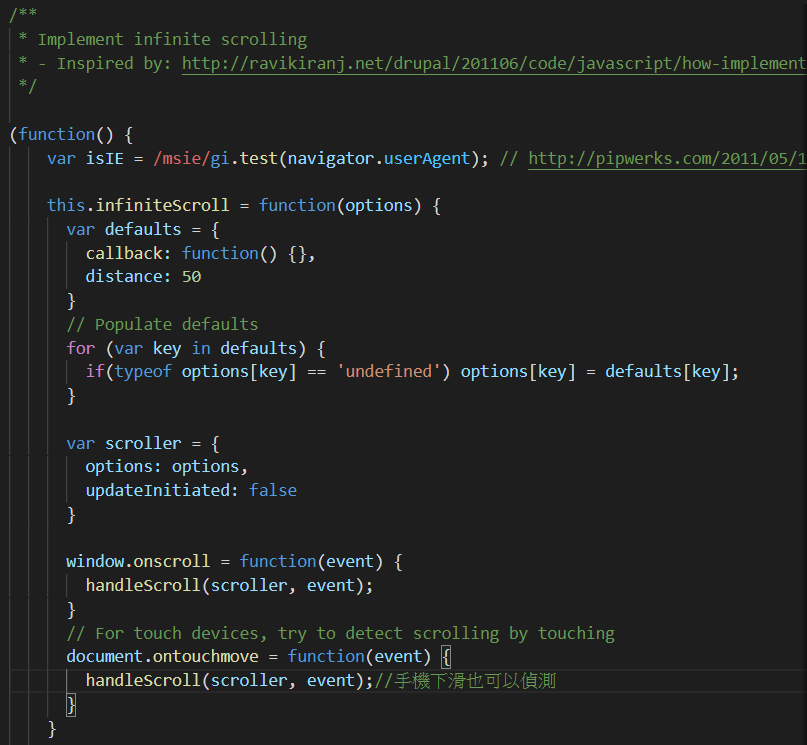 /**
 * Implement infinite scrolling
 * - Inspired by: http://ravikiranj.net/drupal/201106/code/javascript/how-implement
 */
(function() {
    var isIE = /msie/gi.test(navigator.userAgent); // http://pipwerks.com/2011/05/1
    this.infiniteScroll = function(options) {
      var defaults = {
        callback: function() {},
        distance: 50
      }
      // Populate defaults
      for (var key in defaults) {
        if(typeof options[key] == 'undefined') options[key] = defaults[key];
      }
      var scroller = {
        options: options,
        updateInitiated: false
      }
      window.onscroll = function(event) {
        handleScroll(scroller, event);
      }
      // For touch devices, try to detect scrolling by touching
      document.ontouchmove = function(event) {
        handleScroll(scroller, event);//手機下滑也可以偵測
      }
    }